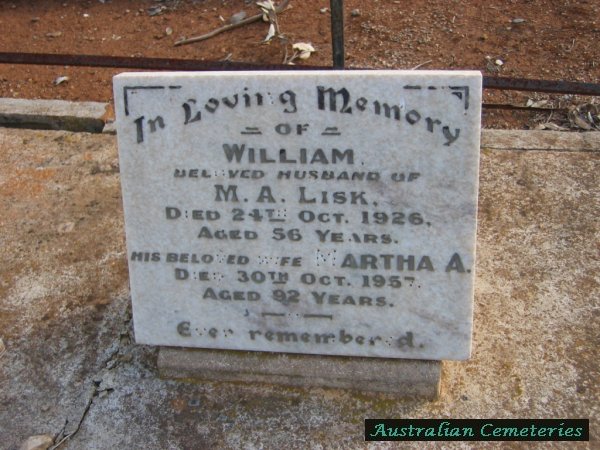 In Loving Memory
OF
WILLIAM
BELOVED HUSBAND OF
M. A. LISK.
DIED 24TH OCT. 1926.
AGED 56 YEARS.
HIS BELOVED WIFE MARTHA A.
DIED 30TH OCT. 1957.
AGED 92 YEARS.
Ever remembered.
Australian Cemeteries